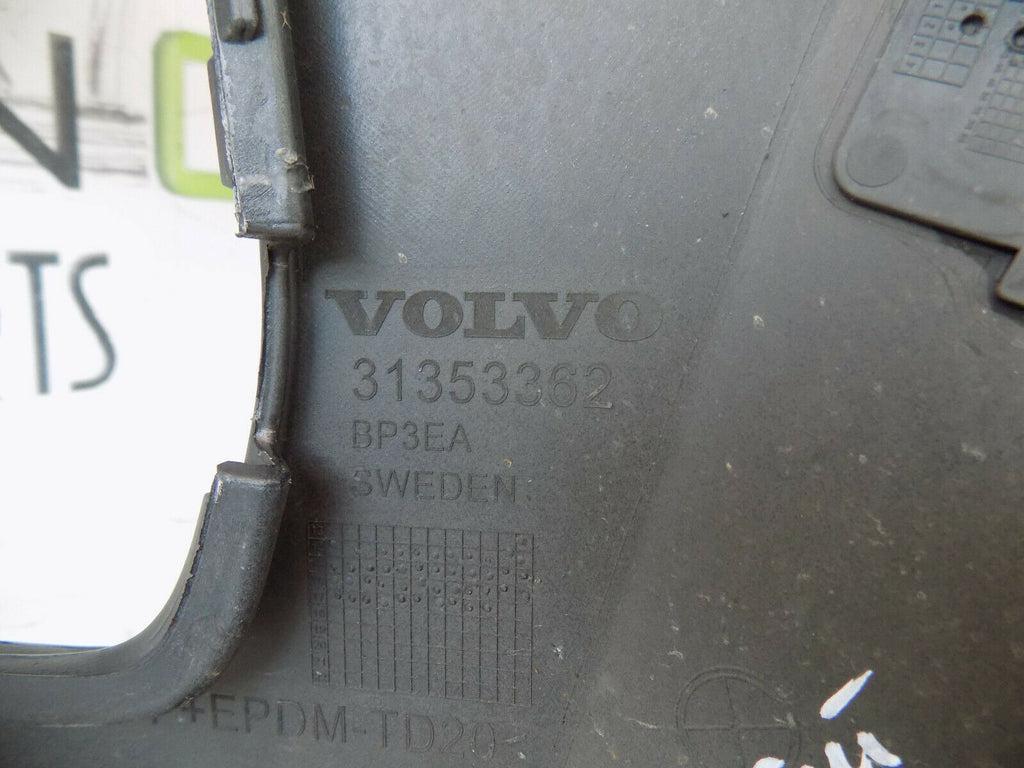 VOLVO
31353362
BP3EA
SWEDEN
+EPDM-TD20